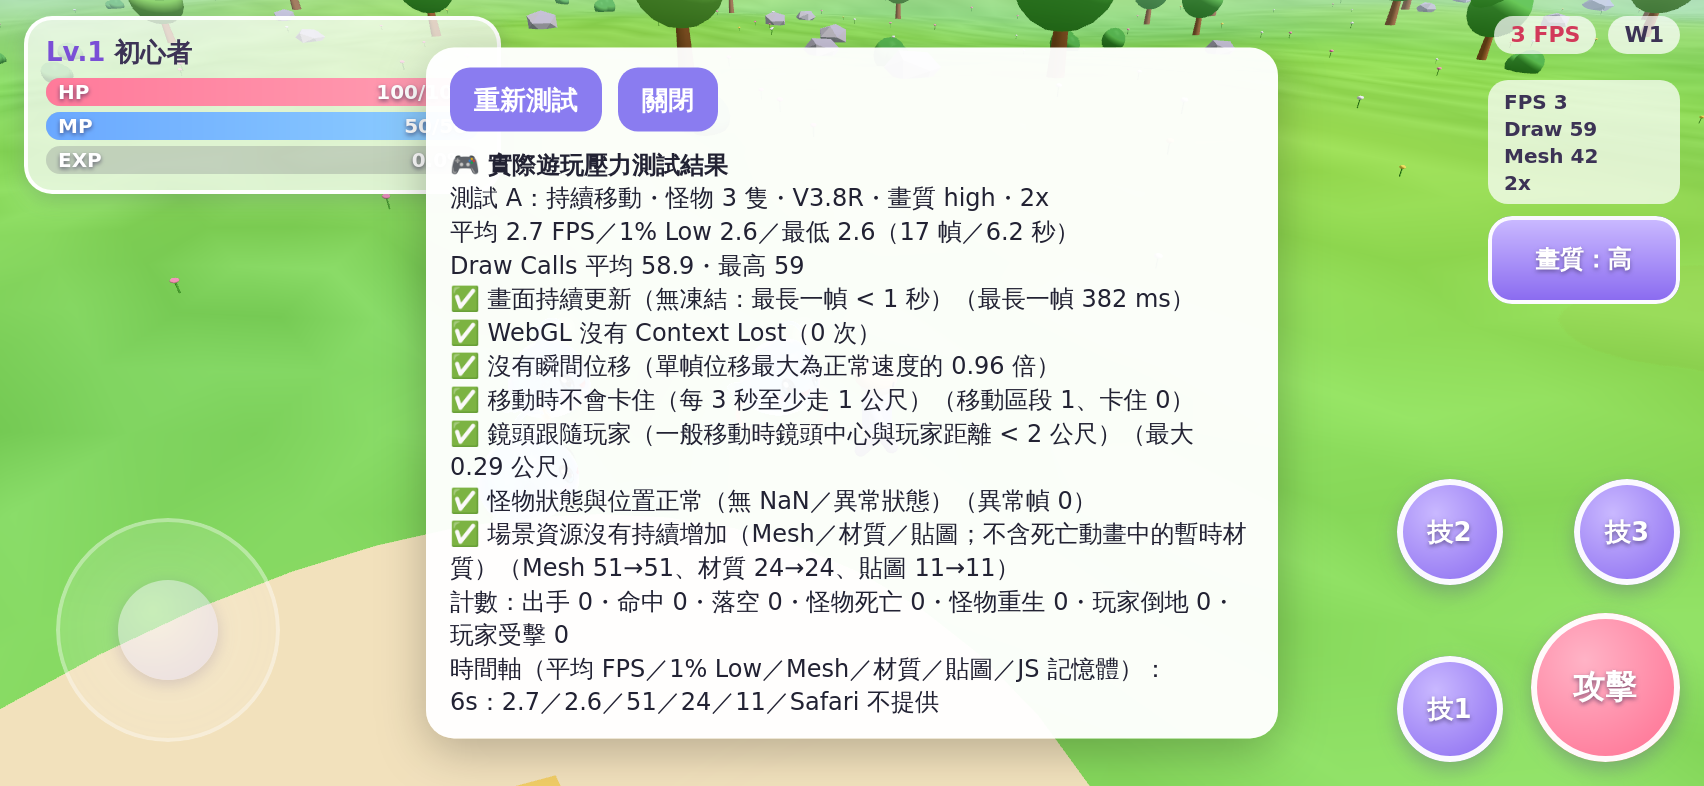 Lv.1 初心者
HP 100/
MP 50
EXP 0
重新測試
關閉
🎮 實際遊玩壓力測試結果
測試 A：持續移動・怪物 3 隻・V3.8R・畫質 high・2x
平均 2.7 FPS／1% Low 2.6／最低 2.6（17 幀／6.2 秒）
Draw Calls 平均 58.9・最高 59
✅ 畫面持續更新（無凍結：最長一幀 < 1 秒）（最長一幀 382 ms）
✅ WebGL 沒有 Context Lost（0 次）
✅ 沒有瞬間位移（單幀位移最大為正常速度的 0.96 倍）
✅ 移動時不會卡住（每 3 秒至少走 1 公尺）（移動區段 1、卡住 0）
✅ 鏡頭跟隨玩家（一般移動時鏡頭中心與玩家距離 < 2 公尺）（最大
0.29 公尺）
✅ 怪物狀態與位置正常（無 NaN／異常狀態）（異常幀 0）
✅ 場景資源沒有持續增加（Mesh／材質／貼圖；不含死亡動畫中的暫時材
質）（Mesh 51→51、材質 24→24、貼圖 11→11）
計數：出手 0・命中 0・落空 0・怪物死亡 0・怪物重生 0・玩家倒地 0・
玩家受擊 0
時間軸（平均 FPS／1% Low／Mesh／材質／貼圖／JS 記憶體）：
6s：2.7／2.6／51／24／11／Safari 不提供
3 FPS
W1
FPS 3
Draw 59
Mesh 42
2x
畫質：高
技2
技3
技1
攻擊